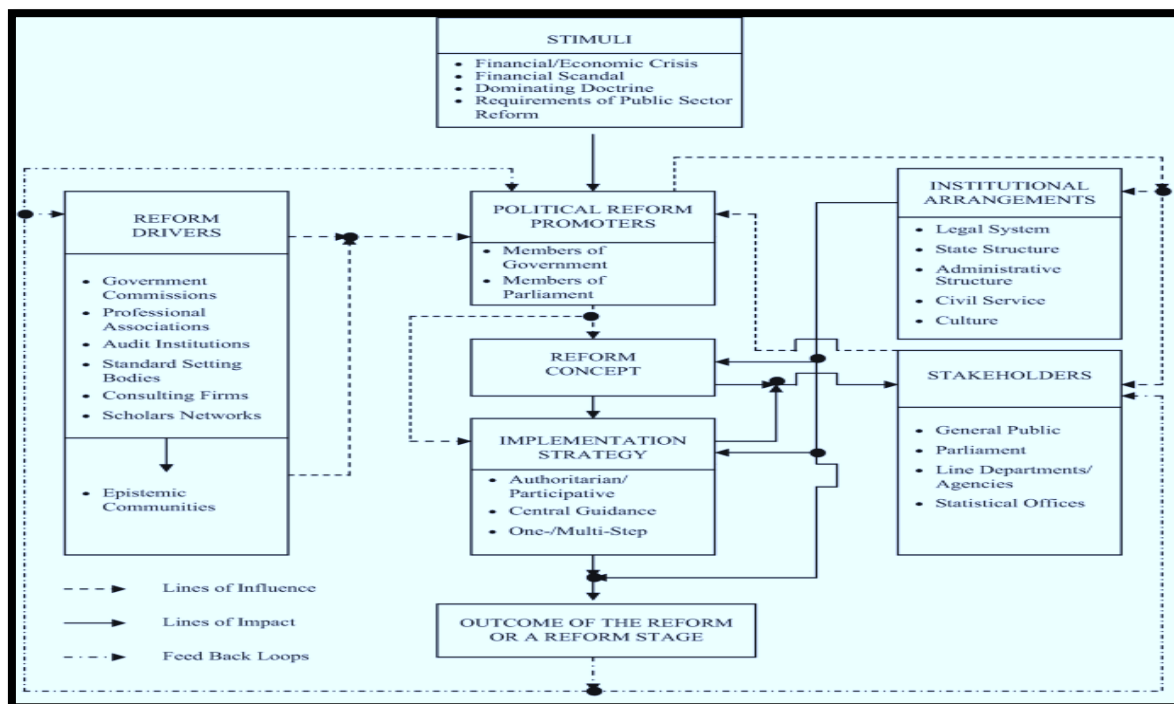 STIMULI
• Financial/Economic Crisis
• Financial Scandal
• Dominating Doctrine
• Requirements of Public Sector
Reform
REFORM
DRIVERS
• Government
Commissions
• Professional
Associations
• Audit Institutions
• Standard Setting
Bodies
• Consulting Firms
• Scholars Networks
• Epistemic
Communities
POLITICAL REFORM
PROMOTERS
• Members of
Government
• Members of
Parliament
REFORM
CONCEPT
IMPLEMENTATION
STRATEGY
• Authoritarian/
Participative
• Central Guidance
• One-/Multi-Step
INSTITUTIONAL
ARRANGEMENTS
• Legal System
• State Structure
• Administrative
Structure
• Civil Service
• Culture
STAKEHOLDERS
• General Public
• Parliament
• Line Departments/
Agencies
• Statistical Offices
OUTCOME OF THE REFORM
OR A REFORM STAGE
Lines of Influence
Lines of Impact
Feed Back Loops